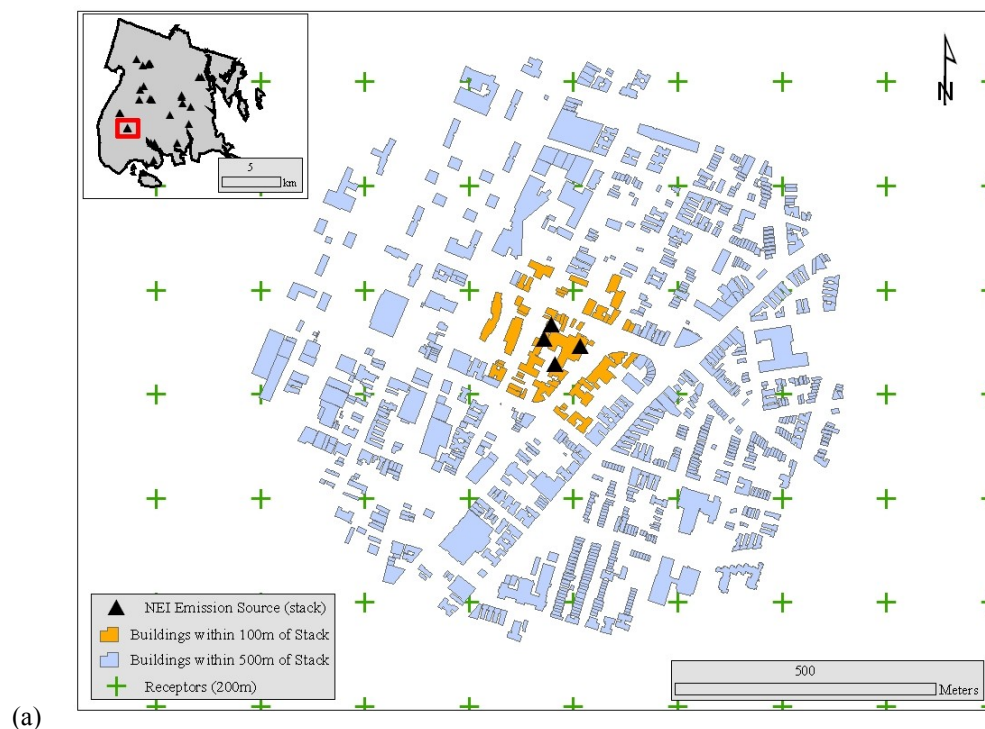 5
km
N
NEI Emission Source (stack)
Buildings within 100m of Stack
Buildings within 500m of Stack
Receptors (200m)
500
Meters
(a)